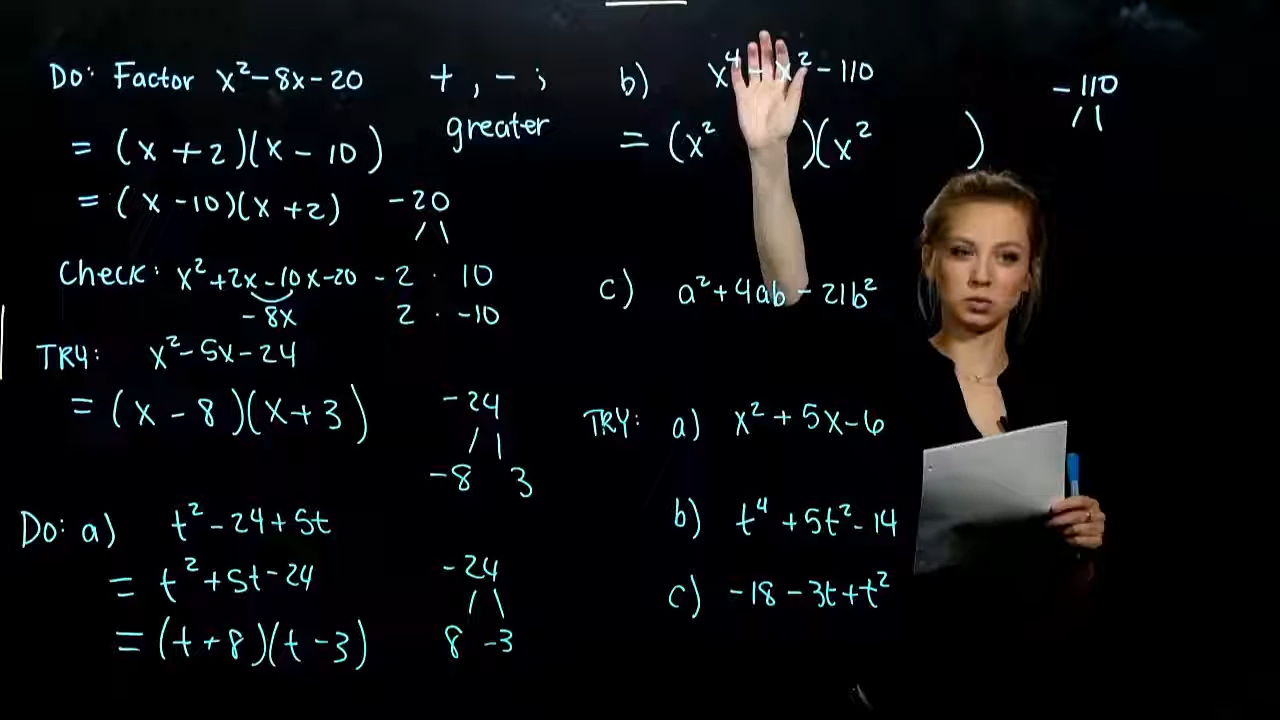 Do: Factor x²-8x-20
+, - ;
greater
= (x+2)(x-10)
= (x-10)(x+2)
-20
Check: x²+2x-10x-20
-2 · 10
-8x
2 · -10
TRY: x²-5x-24
= (x-8)(x+3)
-24
-8 3
Do: a) t²-24+5t
= t²+5t-24
-24
= (t+8)(t-3)
8 -3
b) x⁴-x²-110
-110
= (x² )(x² )
c) a²+4ab-21b²
TRY: a) x²+5x-6
b) t⁴+5t²-14
c) -18-3t+t²